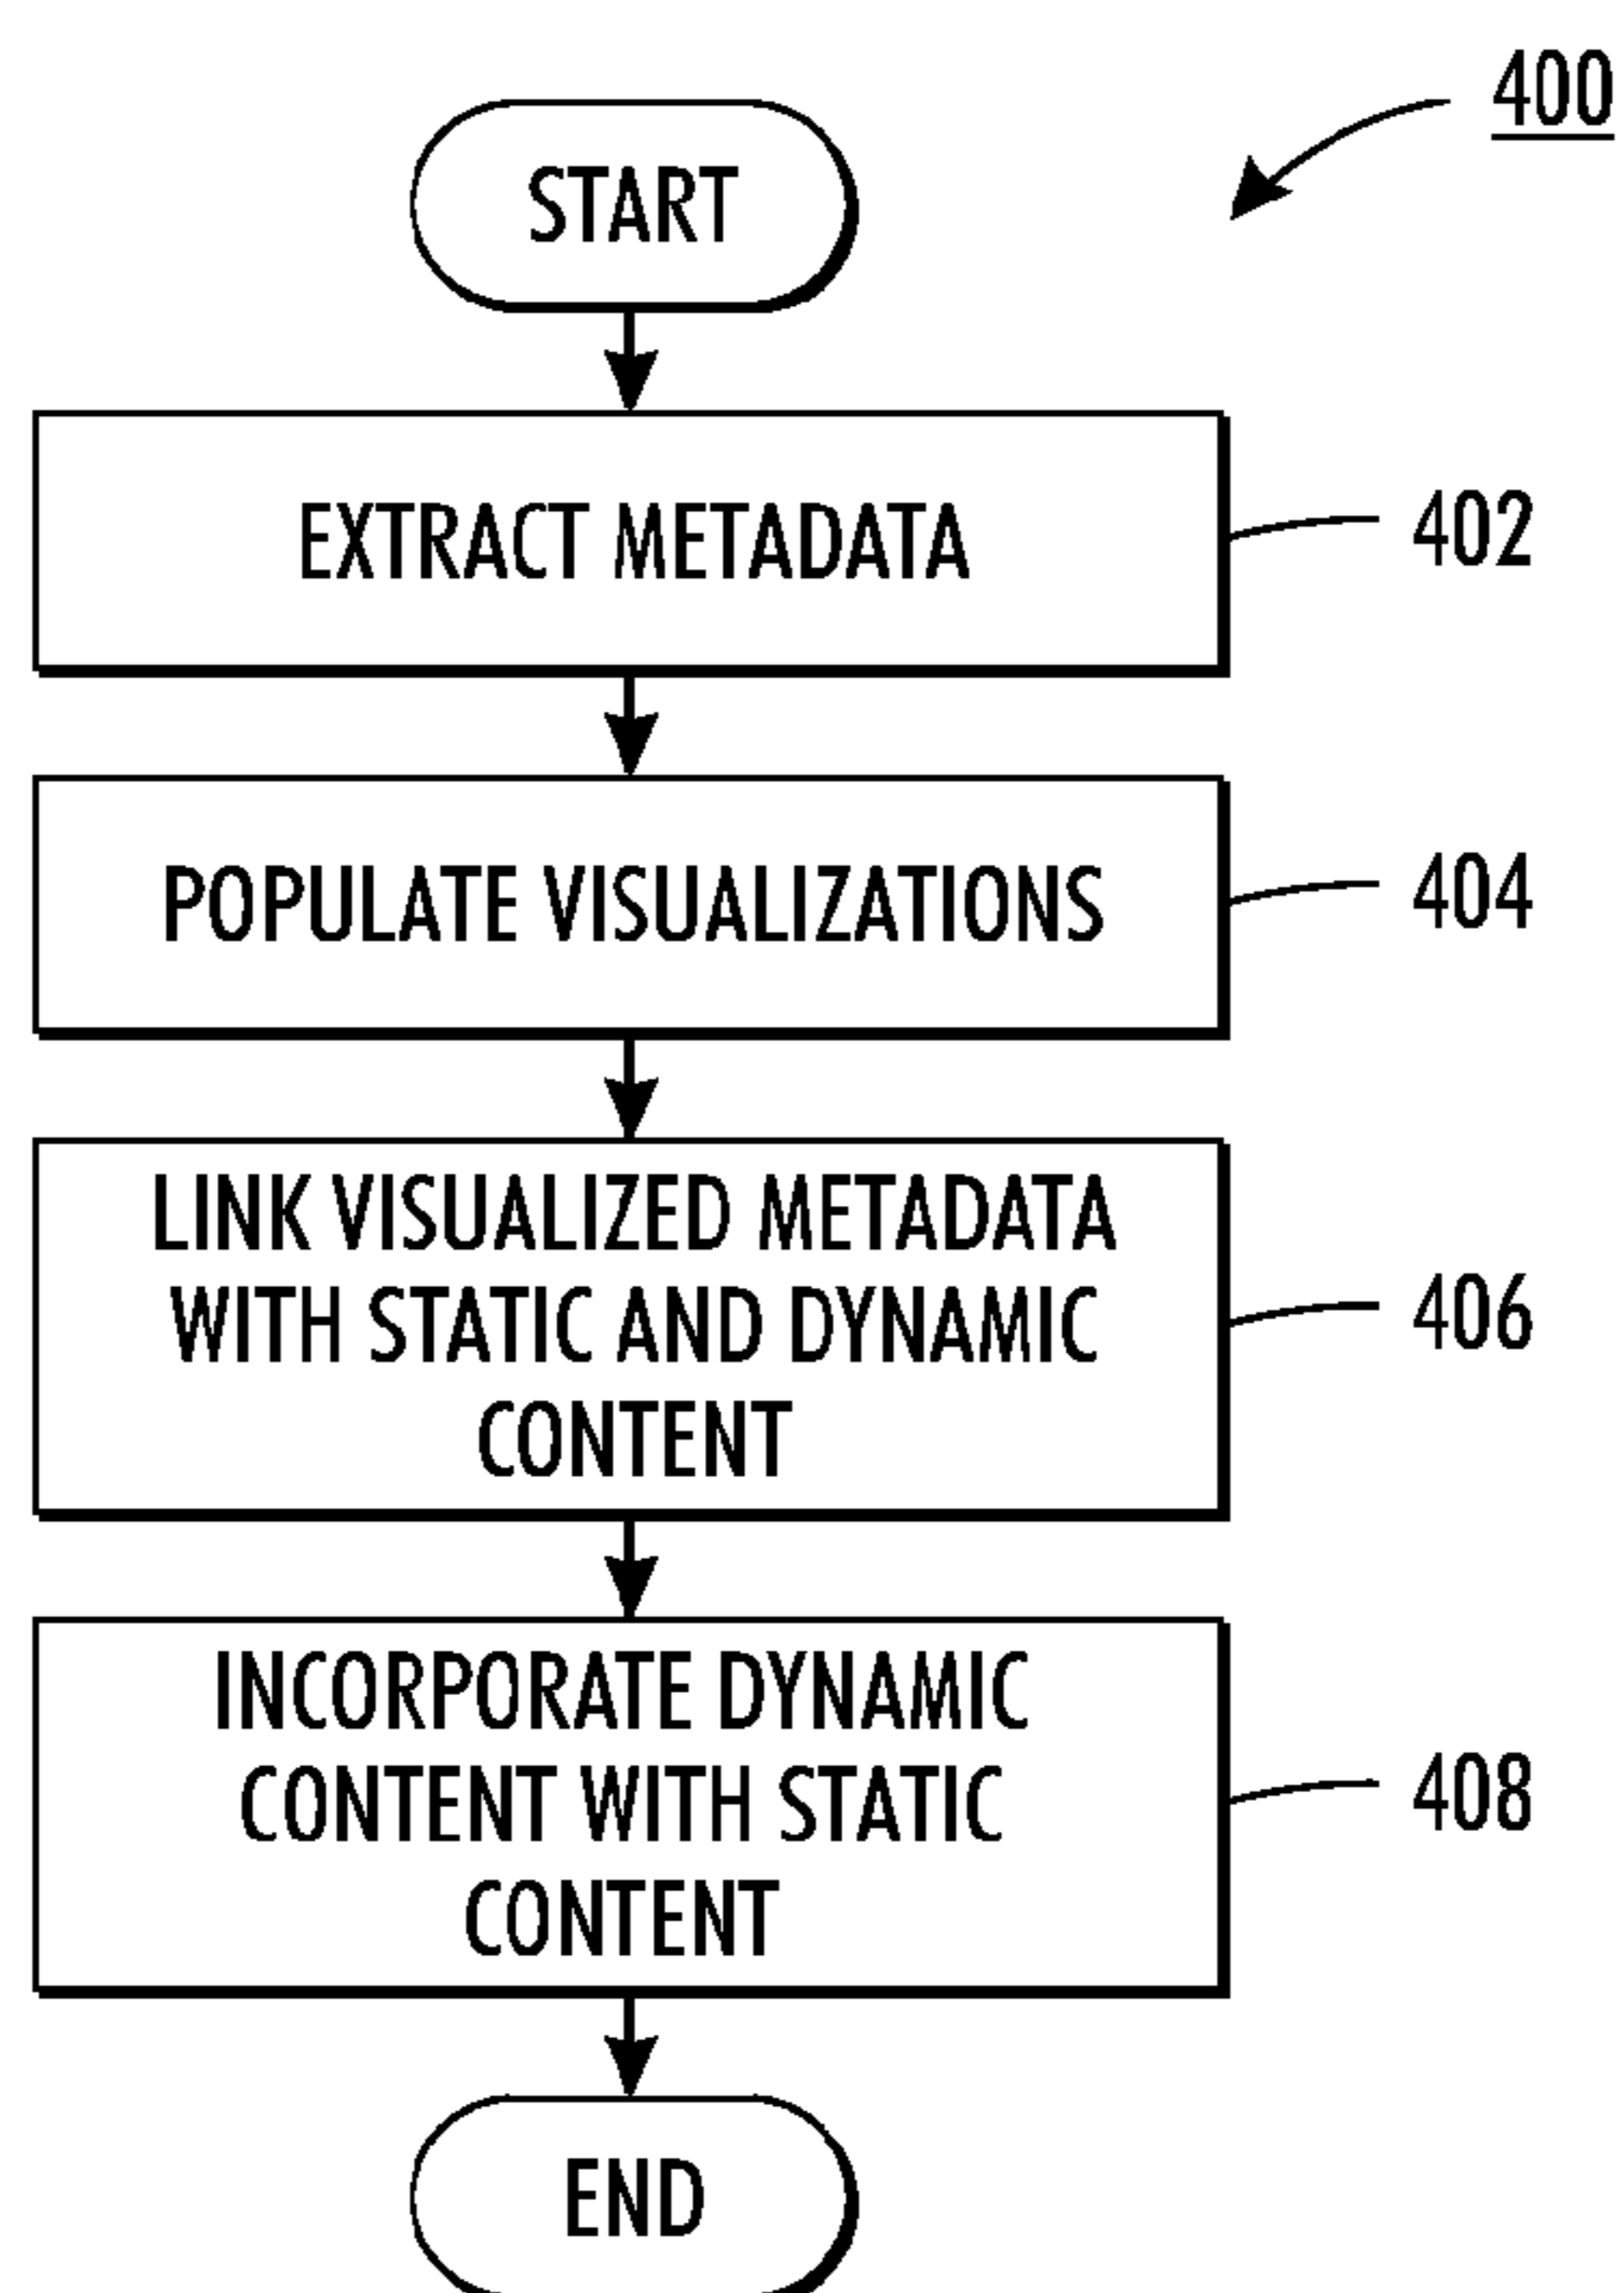 400
START
EXTRACT METADATA
402
POPULATE VISUALIZATIONS
404
LINK VISUALIZED METADATA
WITH STATIC AND DYNAMIC
CONTENT
406
INCORPORATE DYNAMIC
CONTENT WITH STATIC
CONTENT
408
END